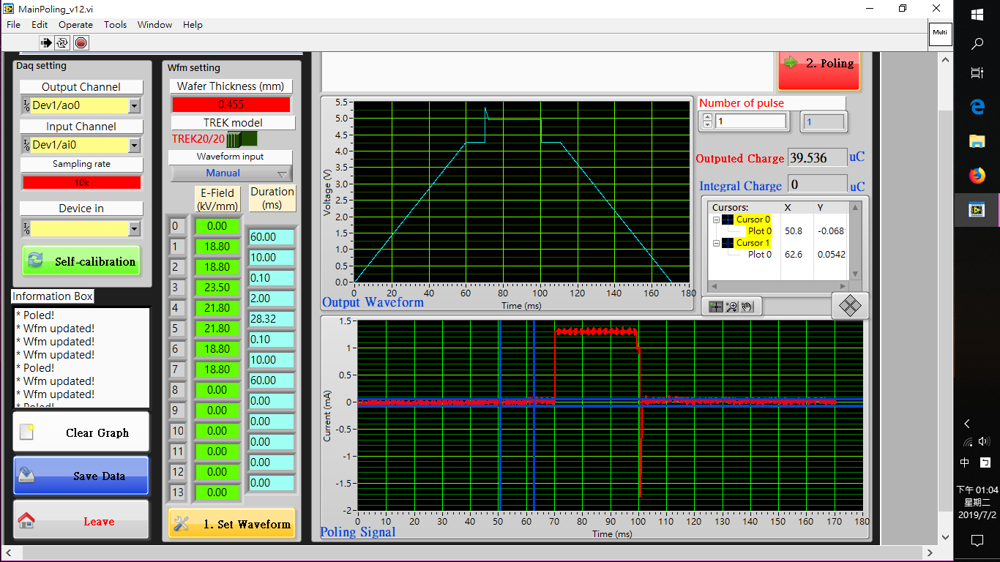 MainPoling_v12.vi
File Edit Operate Tools Window Help
Multi
Daq setting
Output Channel
Dev1/ao0
Input Channel
Dev1/ai0
Sampling rate
10k
Device in
Self-calibration
Information Box
* Poled!
* Wfm updated!
* Wfm updated!
* Wfm updated!
* Poled!
* Wfm updated!
* Wfm updated!
* Poled!
Clear Graph
Save Data
Leave
Wfm setting
Wafer Thickness (mm)
0.455
TREK model
TREK20/20
Waveform input
Manual
E-Field
(kV/mm)
Duration
(ms)
0 0.00
60.00
1 18.80
10.00
2 18.80
0.10
3 23.50
2.00
4 21.80
28.32
5 21.80
0.10
6 18.80
10.00
7 18.80
60.00
8 0.00
0.00
9 0.00
0.00
10 0.00
0.00
11 0.00
0.00
12 0.00
0.00
13 0.00
1. Set Waveform
2. Poling
Voltage (V)
5.5
5.0
4.5
4.0
3.5
3.0
2.5
2.0
1.5
1.0
0.5
0.0
0 20 40 60 80 100 120 140 160 180
Output Waveform
Time (ms)
Number of pulse
1 1
Outputed Charge 39.536 uC
Integral Charge 0 uC
Cursors: X Y
Cursor 0
Plot 0 50.8 -0.068
Cursor 1
Plot 0 62.6 0.0542
Current (mA)
1.5
1
0.5
0
-0.5
-1
-1.5
-2
0 10 20 30 40 50 60 70 80 90 100 110 120 130 140 150 160 170 180
Poling Signal
Time (ms)
中
下午 01:04
星期二
2019/7/2